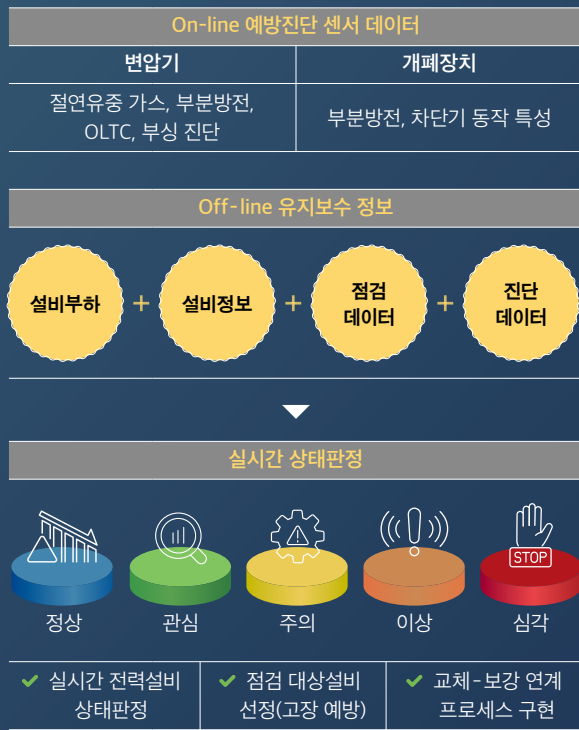 On-line 예방진단 센서 데이터
변압기
개폐장치
절연유중 가스, 부분방전,
OLTC, 부싱 진단
부분방전, 차단기 동작 특성
Off-line 유지보수 정보
설비부하
+
설비정보
+
점검
데이터
+
진단
데이터
실시간 상태판정
STOP
정상
관심
주의
이상
심각
실시간 전력설비
상태판정
점검 대상설비
선정(고장 예방)
교체-보강 연계
프로세스 구현